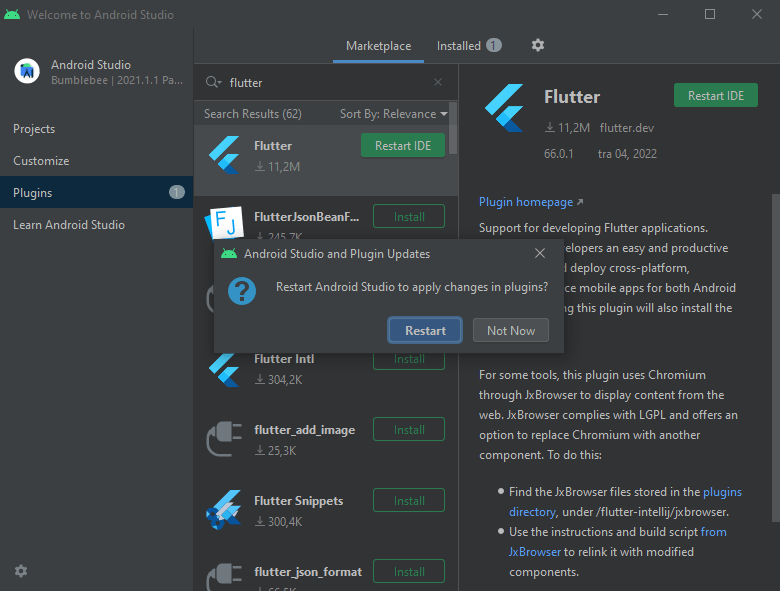 Welcome to Android Studio
Android Studio
Bumblebee | 2021.1.1 Pa...
Projects
Customize
Plugins
1
Learn Android Studio
Marketplace
Installed
1
flutter
Search Results (62)
Sort By: Relevance
Flutter
11,2M
Restart IDE
FlutterJsonBeanF...
245,7K
Install
Android Studio and Plugin Updates
?
Restart Android Studio to apply changes in plugins?
Restart
Not Now
Flutter Intl
304,2K
Install
flutter_add_image
25,3K
Install
Flutter Snippets
300,4K
Install
flutter_json_format
66,5K
Install
Flutter
Restart IDE
11,2M
flutter.dev
66.0.1
tra 04, 2022
Plugin homepage
Support for developing Flutter applications.
velopers an easy and productive
d deploy cross-platform,
ce mobile apps for both Android
ng this plugin will also install the
For some tools, this plugin uses Chromium
through JxBrowser to display content from the
web. JxBrowser complies with LGPL and offers an
option to replace Chromium with another
component. To do this:
Find the JxBrowser files stored in the plugins
directory, under /flutter-intellij/jxbrowser.
Use the instructions and build script from
JxBrowser to relink it with modified
components.